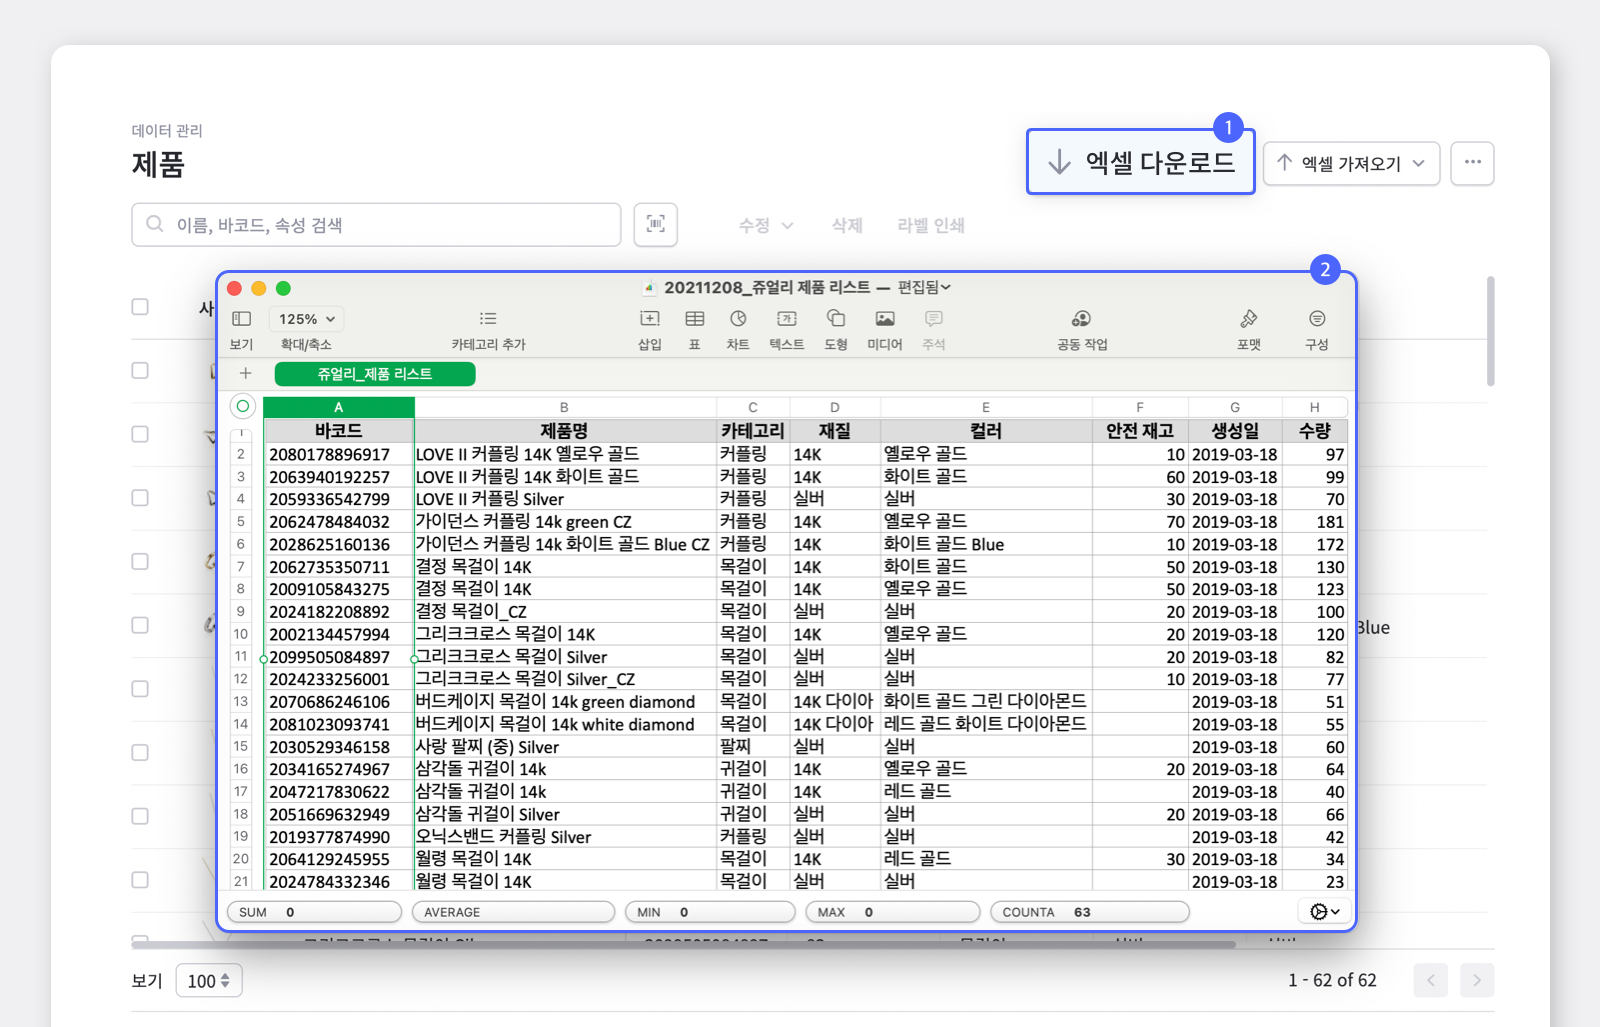 데이터 관리
제품
1
엑셀 다운로드
엑셀 가져오기
이름, 바코드, 속성 검색
수정
삭제
라벨 인쇄
2
20211208_쥬얼리 제품 리스트 — 편집됨
125%
보기
확대/축소
카테고리 추가
삽입
표
차트
텍스트
도형
미디어
주석
공동 작업
포맷
구성
쥬얼리_제품 리스트
A B C D E F G H
1 바코드 제품명 카테고리 재질 컬러 안전 재고 생성일 수량
2 2080178896917 LOVE II 커플링 14K 옐로우 골드 커플링 14K 옐로우 골드 10 2019-03-18 97
3 2063940192257 LOVE II 커플링 14K 화이트 골드 커플링 14K 화이트 골드 60 2019-03-18 99
4 2059336542799 LOVE II 커플링 Silver 커플링 실버 실버 30 2019-03-18 70
5 2062478484032 가이던스 커플링 14k green CZ 커플링 14K 옐로우 골드 70 2019-03-18 181
6 2028625160136 가이던스 커플링 14k 화이트 골드 Blue CZ 커플링 14K 화이트 골드 Blue 10 2019-03-18 172
7 2062735350711 결정 목걸이 14K 목걸이 14K 화이트 골드 50 2019-03-18 130
8 2009105843275 결정 목걸이 14K 목걸이 14K 옐로우 골드 50 2019-03-18 123
9 2024182208892 결정 목걸이_CZ 목걸이 실버 실버 20 2019-03-18 100
10 2002134457994 그리크크로스 목걸이 14K 목걸이 14K 옐로우 골드 20 2019-03-18 120
Blue
11 2099505084897 그리크크로스 목걸이 Silver 목걸이 실버 실버 20 2019-03-18 82
12 2024233256001 그리크크로스 목걸이 Silver_CZ 목걸이 실버 실버 10 2019-03-18 77
13 2070686246106 버드케이지 목걸이 14k green diamond 목걸이 14K 다이아 화이트 골드 그린 다이아몬드 2019-03-18 51
14 2081023093741 버드케이지 목걸이 14k white diamond 목걸이 14K 다이아 레드 골드 화이트 다이아몬드 2019-03-18 55
15 2030529346158 사랑 팔찌 (중) Silver 팔찌 실버 실버 2019-03-18 60
16 2034165274967 삼각돌 귀걸이 14k 귀걸이 14K 옐로우 골드 20 2019-03-18 64
17 2047217830622 삼각돌 귀걸이 14k 귀걸이 14K 레드 골드 2019-03-18 40
18 2051669632949 삼각돌 귀걸이 Silver 귀걸이 실버 실버 20 2019-03-18 66
19 2019377874990 오닉스밴드 커플링 Silver 커플링 실버 실버 2019-03-18 42
20 2064129245955 월령 목걸이 14K 목걸이 14K 레드 골드 30 2019-03-18 34
21 2024784332346 월령 목걸이 14K 목걸이 실버 실버 2019-03-18 23
SUM 0
AVERAGE
MIN 0
MAX 0
COUNTA 63
보기
100
1 - 62 of 62